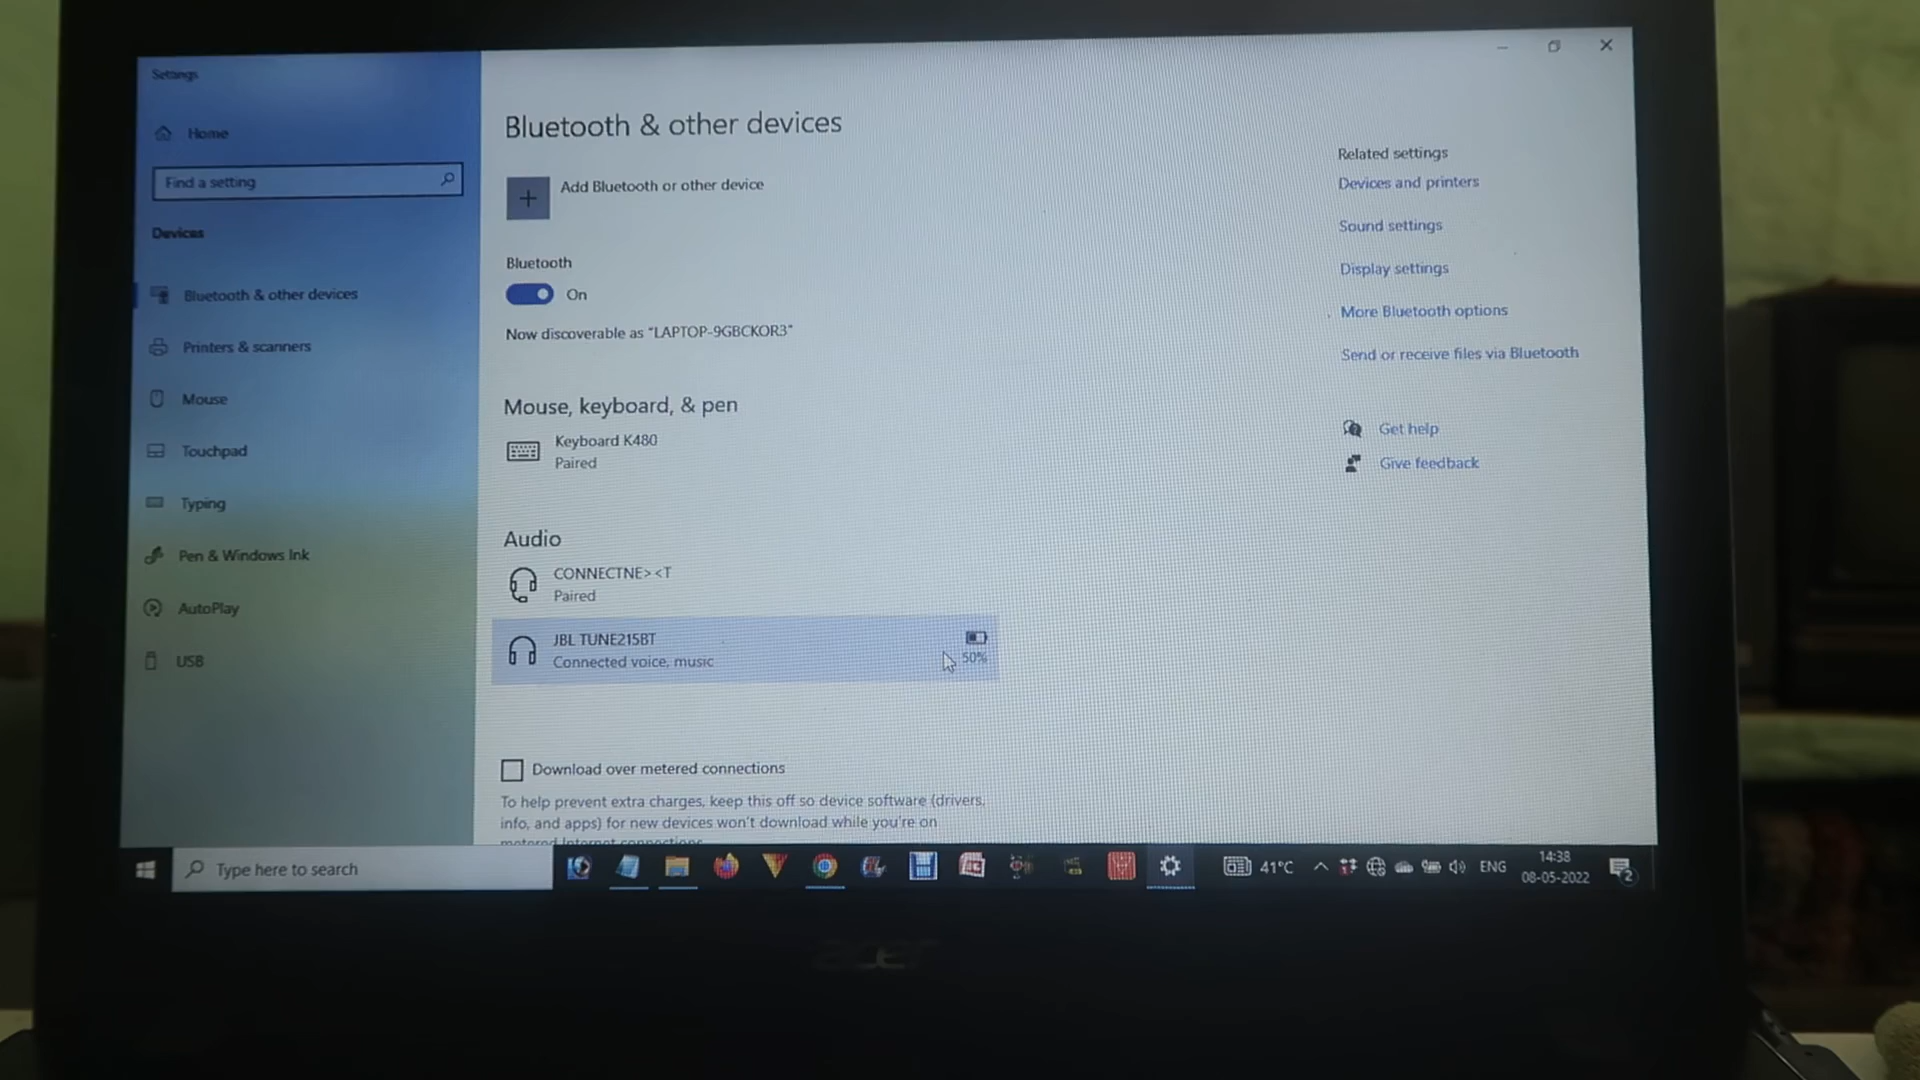 Settings
Home
Find a setting
Devices
Bluetooth & other devices
Printers & scanners
Mouse
Touchpad
Typing
Pen & Windows Ink
AutoPlay
USB
Bluetooth & other devices
Add Bluetooth or other device
Bluetooth
On
Now discoverable as "LAPTOP-9GBCKOR3"
Mouse, keyboard, & pen
Keyboard K480
Paired
Audio
CONNECTNE><T
Paired
JBL TUNE215BT
Connected voice, music
50%
Download over metered connections
To help prevent extra charges, keep this off so device software (drivers,
info, and apps) for new devices won't download while you're on
metered Internet connections
Related settings
Devices and printers
Sound settings
Display settings
More Bluetooth options
Send or receive files via Bluetooth
Get help
Give feedback
Type here to search
41°C
ENG
14:38
08-05-2022
2
acer